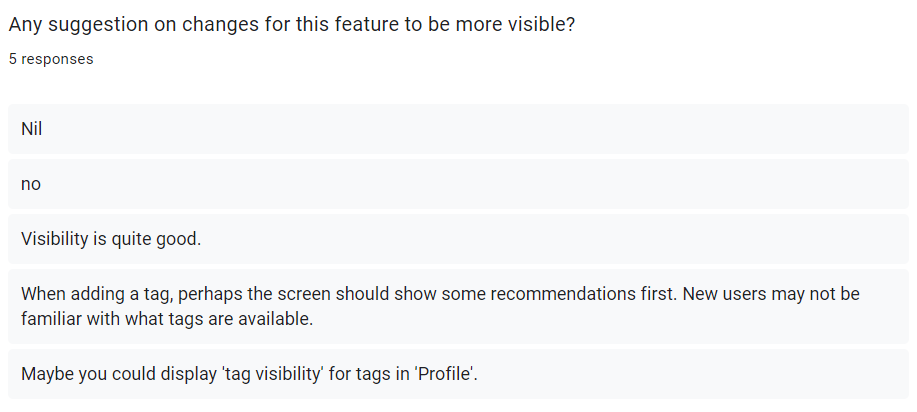 Any suggestion on changes for this feature to be more visible?
5 responses
Nil
no
Visibility is quite good.
When adding a tag, perhaps the screen should show some recommendations first. New users may not be
familiar with what tags are available.
Maybe you could display 'tag visibility' for tags in 'Profile'.